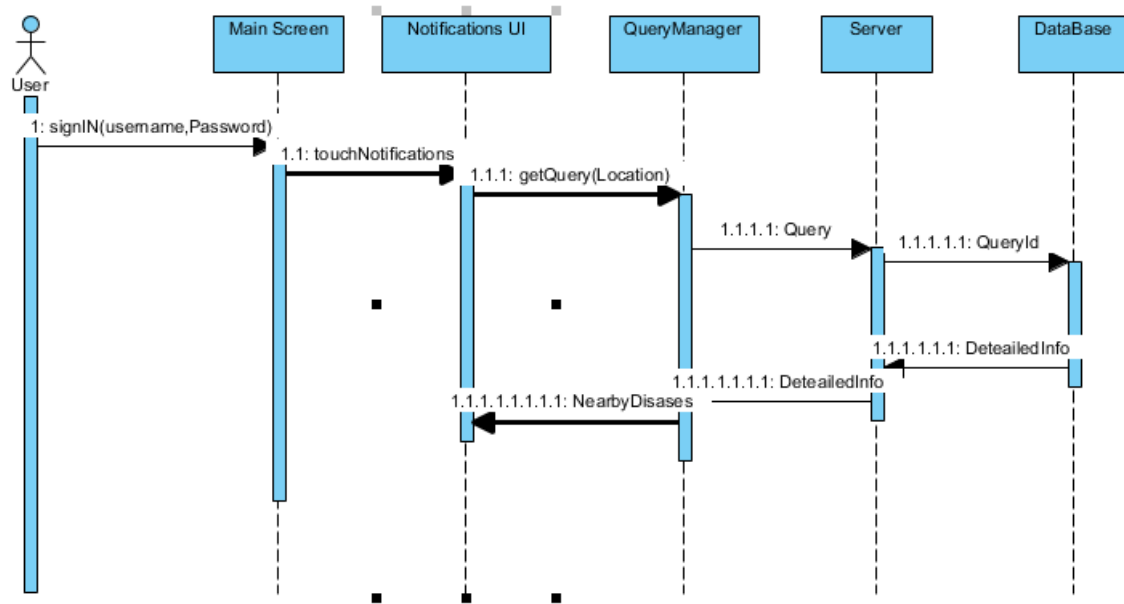 Main Screen
Notifications UI
QueryManager
Server
DataBase
User
1: signIN(username,Password)
1.1: touchNotifications
1.1.1: getQuery(Location)
1.1.1.1: Query
1.1.1.1.1: QueryId
1.1.1.1.1.1: DeteailedInfo
1.1.1.1.1.1.1: DeteailedInfo
1.1.1.1.1.1.1.1: NearbyDisases